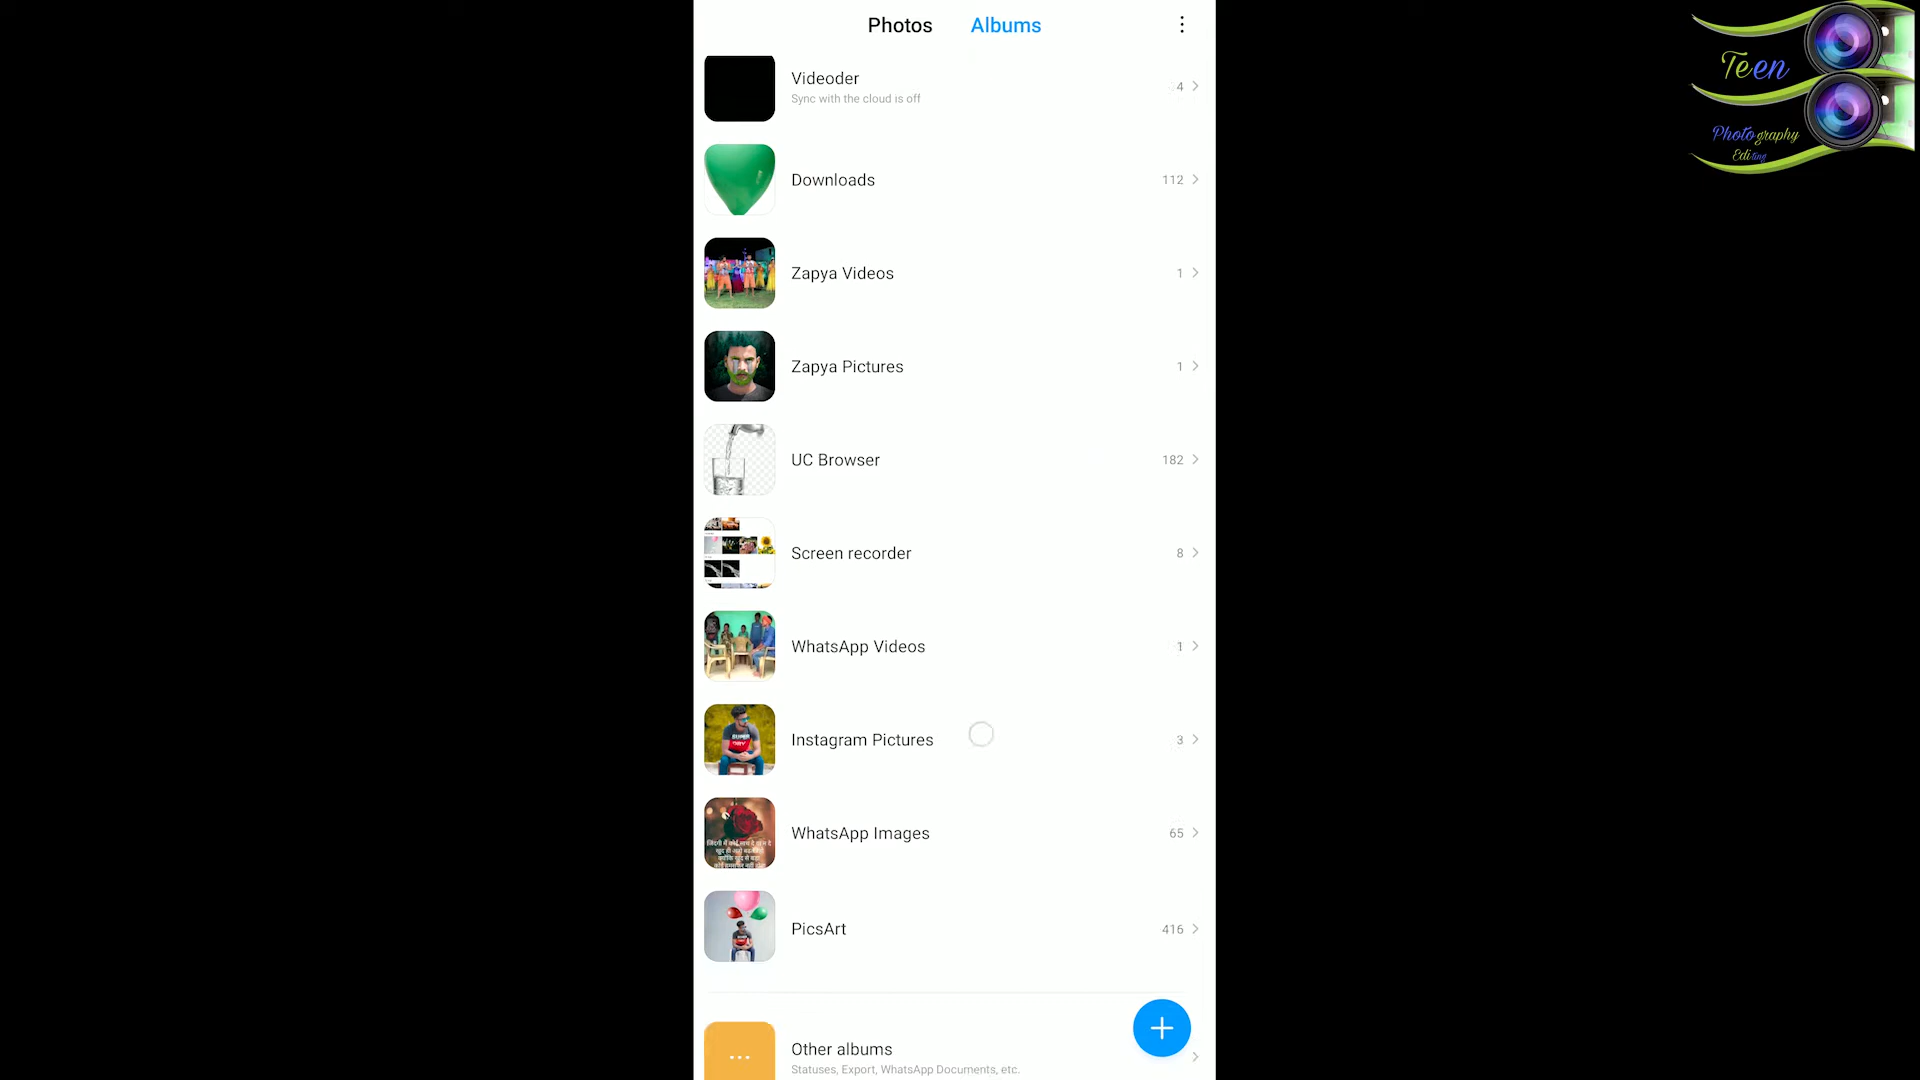 Photos Albums
Videoder
Sync with the cloud is off
4
Downloads
112
Zapya Videos
1
Zapya Pictures
1
UC Browser
182
Screen recorder
8
WhatsApp Videos
1
Instagram Pictures
3
WhatsApp Images
65
PicsArt
416
Other albums
Statuses, Export, WhatsApp Documents, etc.
Teen
Photography
Editing